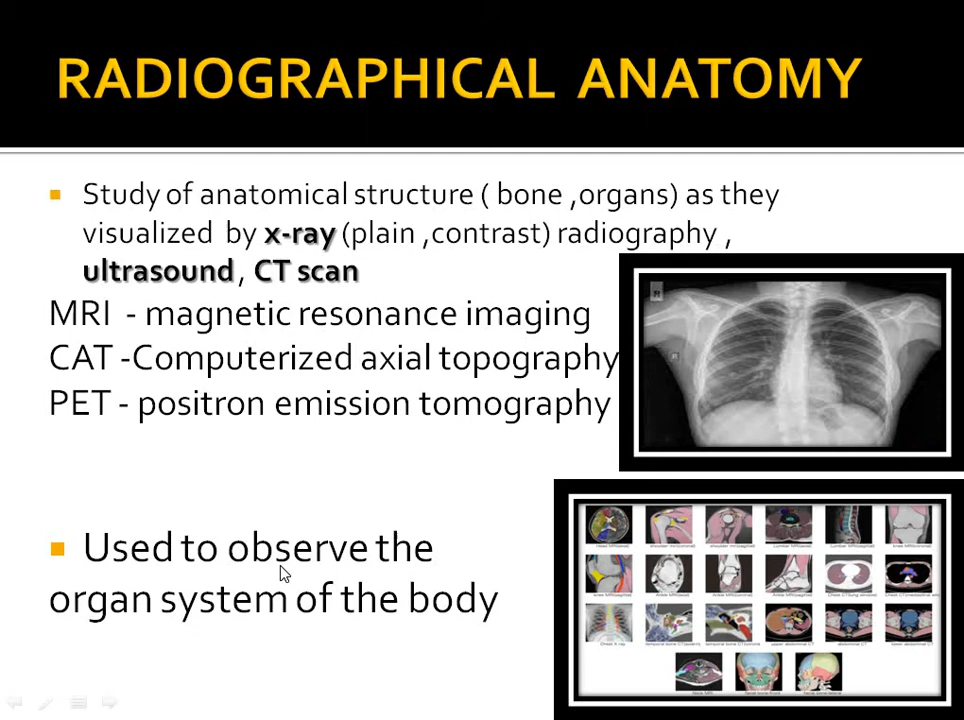 RADIOGRAPHICAL ANATOMY
Study of anatomical structure ( bone ,organs) as they
visualized by x-ray (plain ,contrast) radiography ,
ultrasound , CT scan
MRI - magnetic resonance imaging
CAT -Computerized axial topography
PET - positron emission tomography
R
Used to observe the
organ system of the body